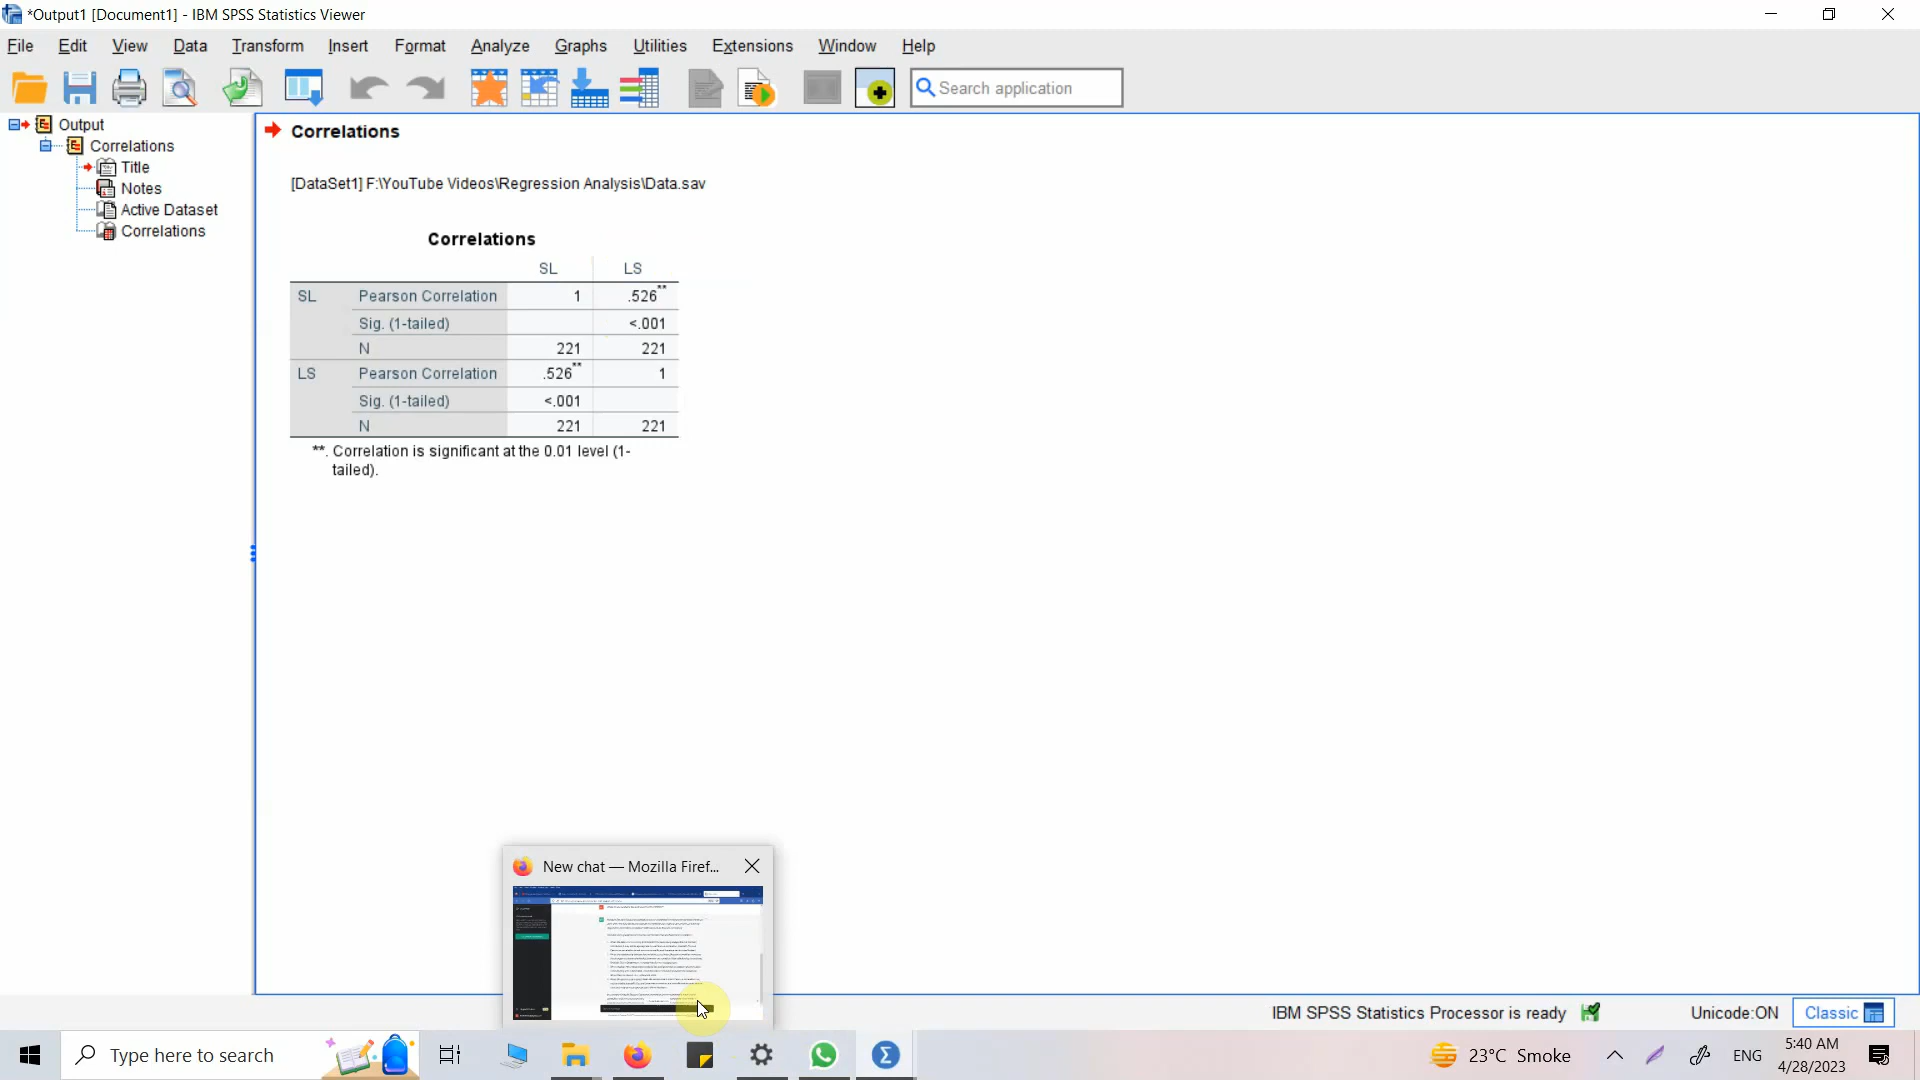 *Output1 [Document1] - IBM SPSS Statistics Viewer
File Edit View Data Transform Insert Format Analyze Graphs Utilities Extensions Window Help
Search application
Output
Correlations
Title
Notes
Active Dataset
Correlations
Correlations
[DataSet1] F:\YouTube Videos\Regression Analysis\Data.sav
Correlations
SL LS
SL Pearson Correlation 1 .526**
Sig. (1-tailed) <.001
N 221 221
LS Pearson Correlation .526** 1
Sig. (1-tailed) <.001
N 221 221
**. Correlation is significant at the 0.01 level (1-
tailed).
New chat — Mozilla Firef...
IBM SPSS Statistics Processor is ready Unicode:ON Classic
Type here to search
23°C Smoke
ENG
5:40 AM
4/28/2023